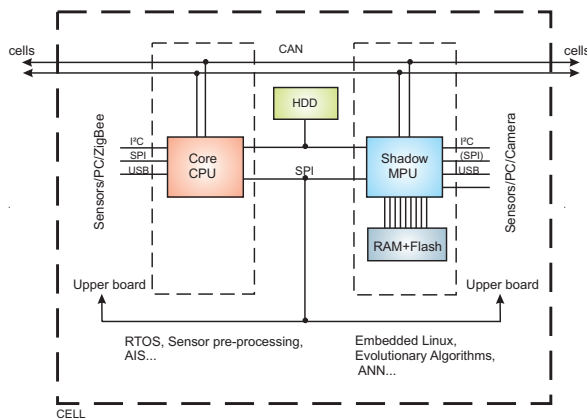 cells
CAN
cells
HDD
Sensors/PC/ZigBee
I²C
SPI
USB
Core
CPU
SPI
Shadow
MPU
I²C
(SPI)
USB
Sensors/PC/Camera
RAM+Flash
Upper board
Upper board
RTOS, Sensor pre-processing,
AIS...
Embedded Linux,
Evolutionary Algorithms,
ANN...
CELL